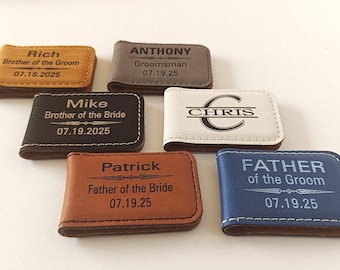 Rich
Brother of the Groom
07.19.2025
ANTHONY
Groomsman
07.19.25
Mike
Brother of the Bride
07.19.2025
C
CHRIS
Patrick
Father of the Bride
07.19.25
FATHER
of the Groom
07.19.25